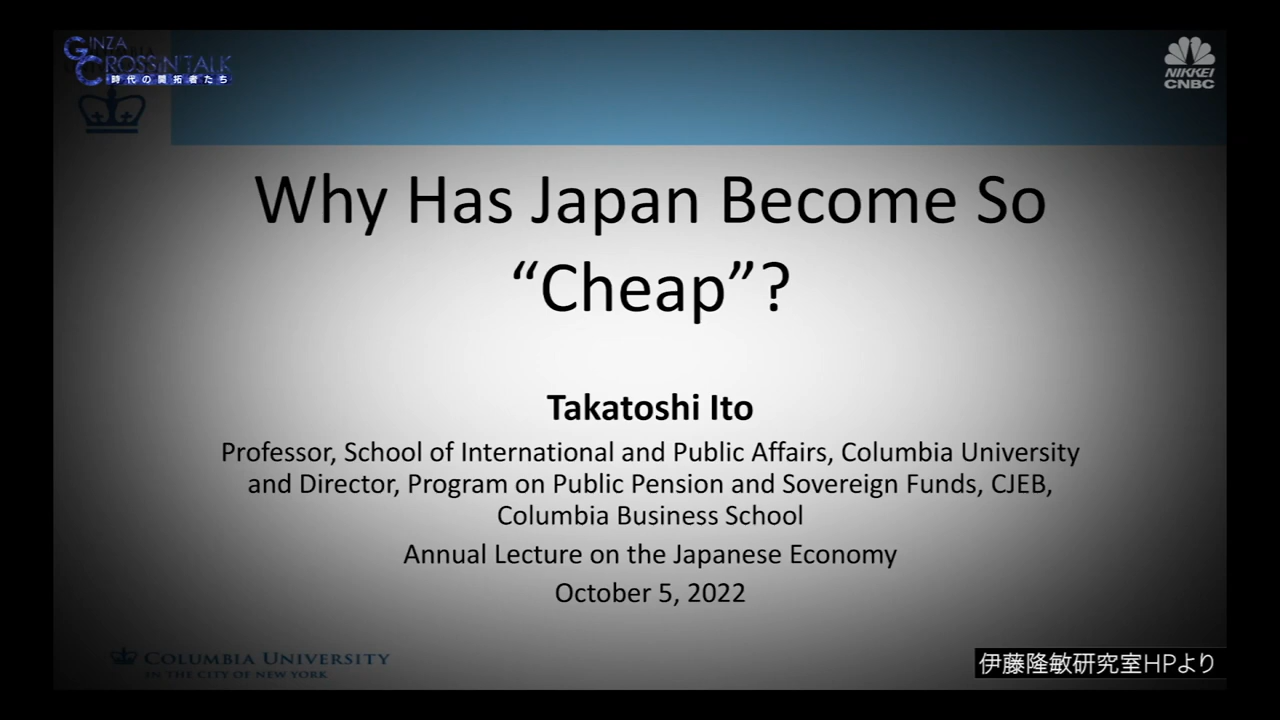 GINZA
CROSSINTALK
時代の開拓者たち
NIKKEI
CNBC
Why Has Japan Become So
“Cheap”?
Takatoshi Ito
Professor, School of International and Public Affairs, Columbia University
and Director, Program on Public Pension and Sovereign Funds, CJEB,
Columbia Business School
Annual Lecture on the Japanese Economy
October 5, 2022
COLUMBIA UNIVERSITY
IN THE CITY OF NEW YORK
伊藤隆敏研究室HPより